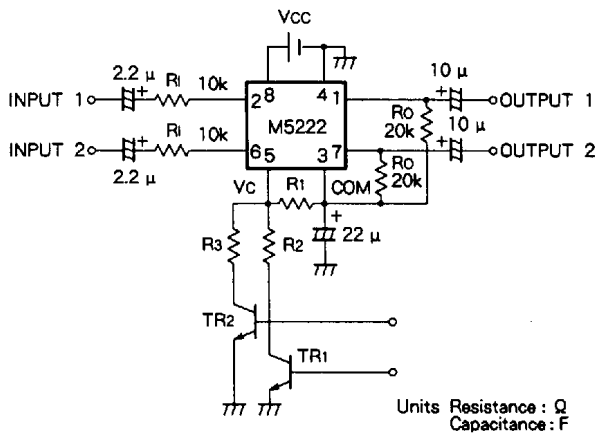 VCC
2.2 μ
RI
10k
INPUT 1
2
8
4
1
10 μ
OUTPUT 1
M5222
RO
20k
10 μ
RI
10k
INPUT 2
6
5
3
7
OUTPUT 2
2.2 μ
RO
20k
VC
R1
COM
R3
R2
22 μ
TR2
TR1
Units Resistance : Ω
Capacitance : F